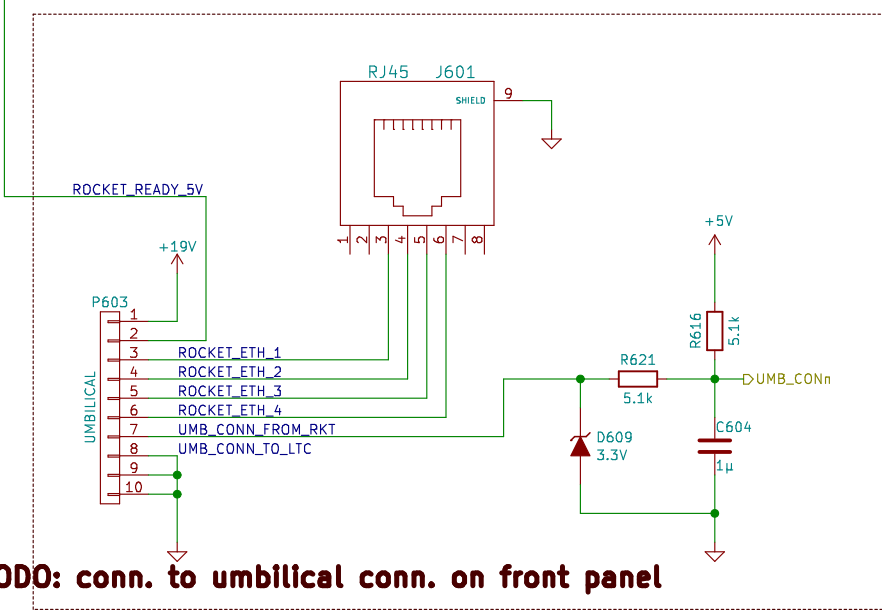 RJ45 J601
SHIELD
9
1 2 3 4 5 6 7 8
ROCKET_READY_5V
+19V
P603
UMBILICAL
1
2
3 ROCKET_ETH_1
4 ROCKET_ETH_2
5 ROCKET_ETH_3
6 ROCKET_ETH_4
7 UMB_CONN_FROM_RKT
8 UMB_CONN_TO_LTC
9
10
+5V
R616
5.1k
R621
5.1k
UMB_CONn
D609
3.3V
C604
1µ
ODO: conn. to umbilical conn. on front panel